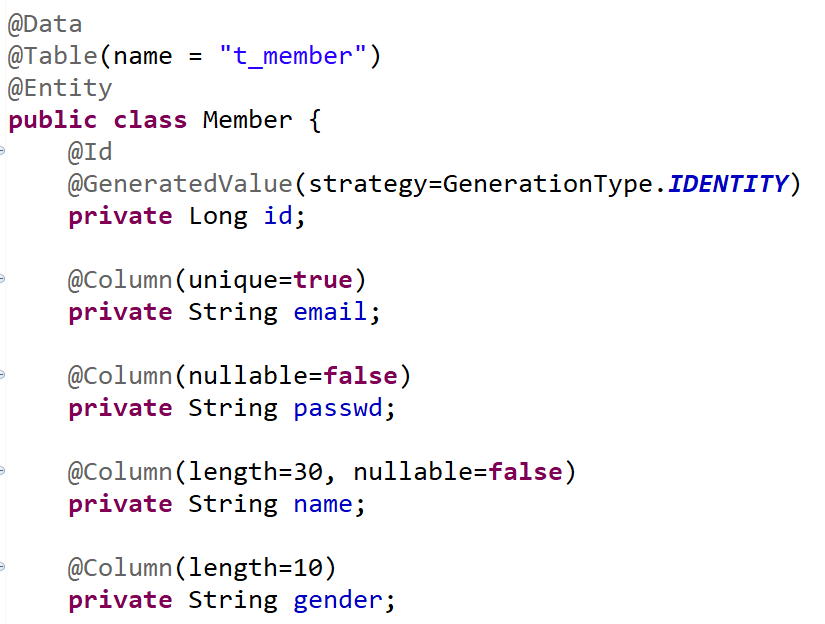 @Data
@Table(name = "t_member")
@Entity
public class Member {
@Id
@GeneratedValue(strategy=GenerationType.IDENTITY)
private Long id;
@Column(unique=true)
private String email;
@Column(nullable=false)
private String passwd;
@Column(length=30, nullable=false)
private String name;
@Column(length=10)
private String gender;